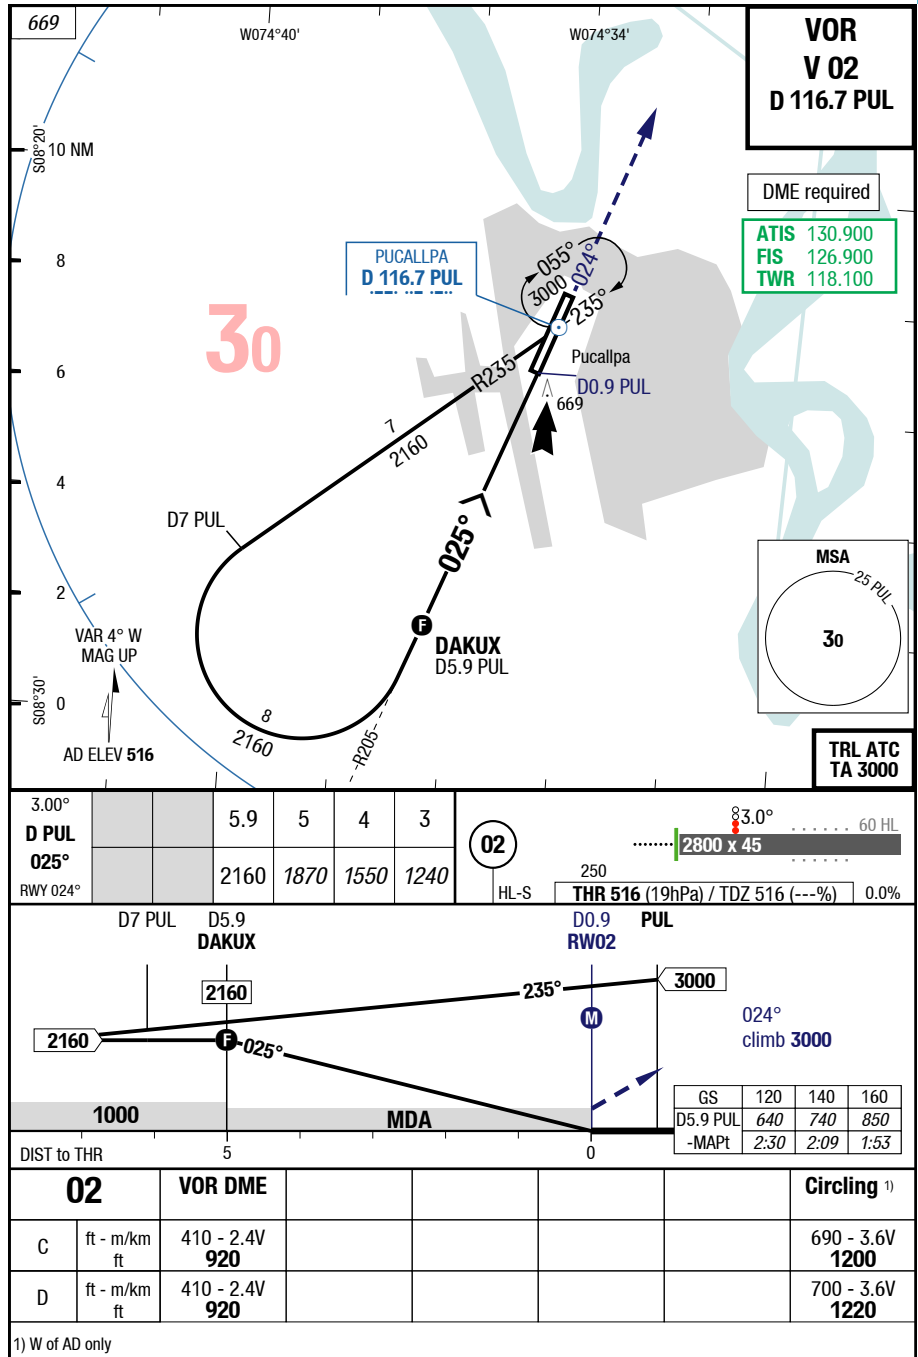 669
W074°40'
W074°34'
VOR
V 02
D 116.7 PUL
S08°20'
10 NM
DME required
ATIS 130.900
FIS 126.900
TWR 118.100
PUCALLPA
D 116.7 PUL
055°
3000
024°
235°
8
30
6
R235
Pucallpa
D0.9 PUL
669
7
2160
4
D7 PUL
025°
MSA
25 PUL
30
2
VAR 4° W
MAG UP
F
DAKUX
D5.9 PUL
S08°30'
0
8
2160
R205
AD ELEV 516
TRL ATC
TA 3000
3.00°
D PUL
025°
RWY 024°
5.9 5 4 3
2160 1870 1550 1240
02
HL-S
3.0°
60 HL
2800 x 45
250
THR 516 (19hPa) / TDZ 516 (---%)
0.0%
D7 PUL D5.9 D0.9 PUL
DAKUX RW02
2160
235°
3000
M
024°
climb 3000
2160
F
025°
1000
MDA
GS 120 140 160
D5.9 PUL 640 740 850
-MAPt 2:30 2:09 1:53
DIST to THR 5 0
02 VOR DME Circling 1)
C ft - m/km 410 - 2.4V 690 - 3.6V
ft 920 1200
D ft - m/km 410 - 2.4V 700 - 3.6V
ft 920 1220
1) W of AD only